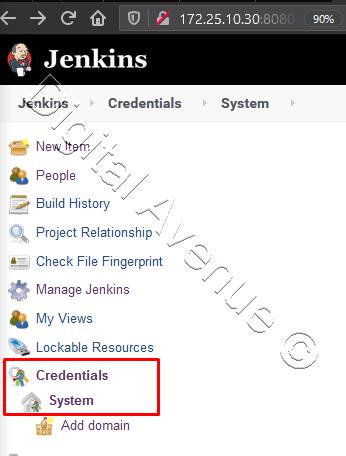 172.25.10.30:8080
90%
Jenkins
Jenkins Credentials System
New Item
People
Build History
Project Relationship
Check File Fingerprint
Manage Jenkins
My Views
Lockable Resources
Credentials
System
Add domain
Digital Avenue ©